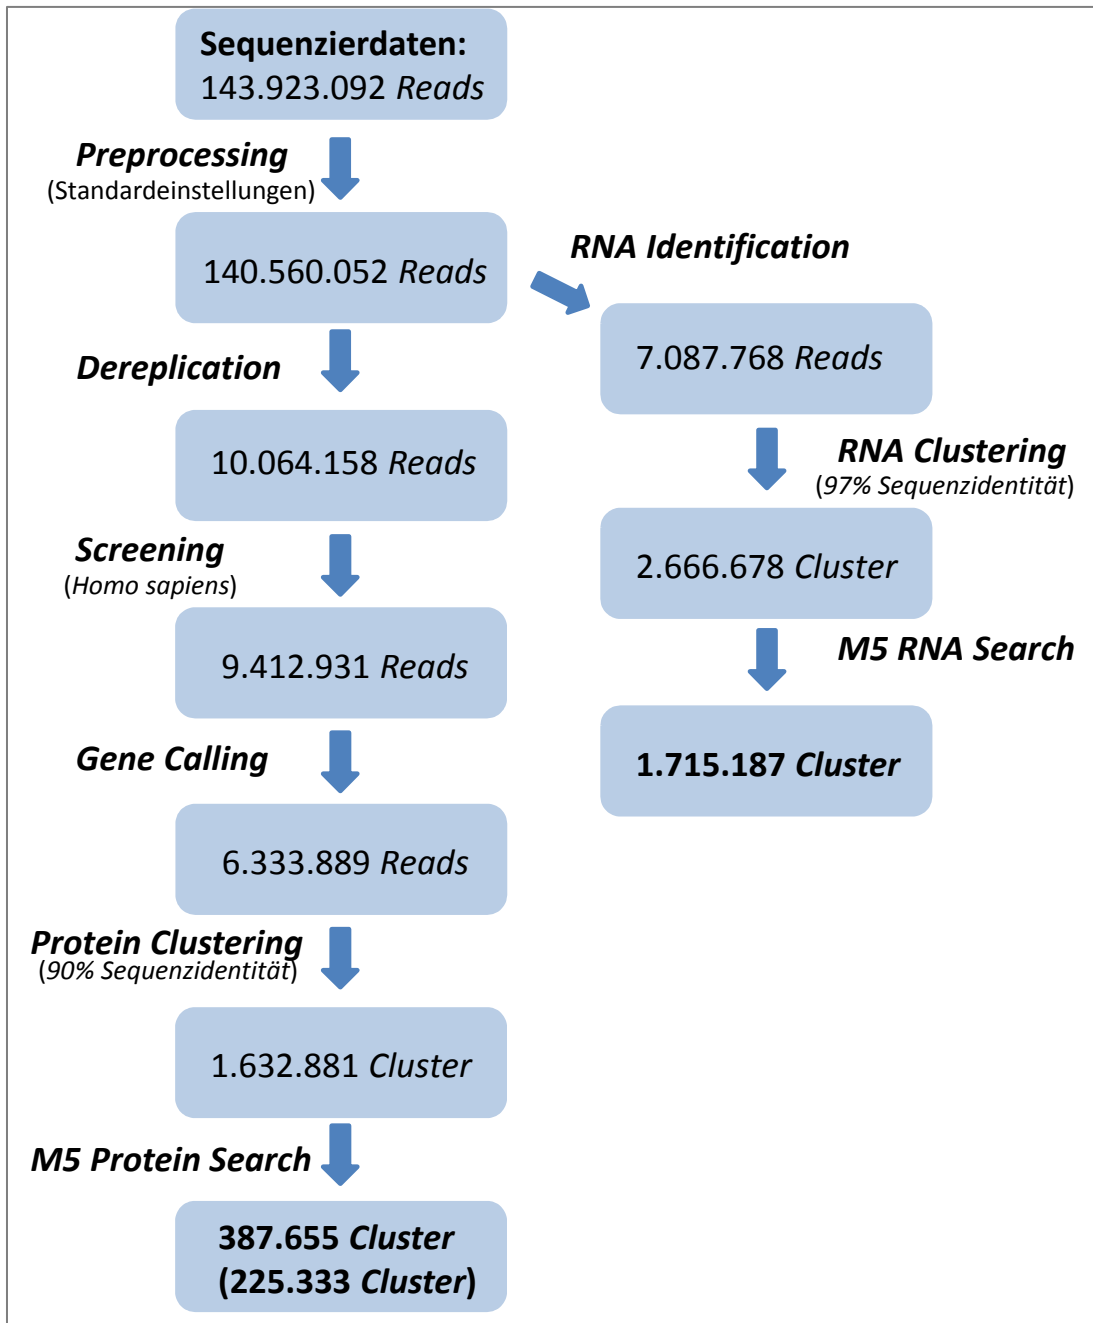 Sequenzierdaten:
143.923.092 Reads
Preprocessing
(Standardeinstellungen)
140.560.052 Reads
RNA Identification
7.087.768 Reads
Dereplication
10.064.158 Reads
RNA Clustering
(97% Sequenzidentität)
2.666.678 Cluster
Screening
(Homo sapiens)
9.412.931 Reads
M5 RNA Search
1.715.187 Cluster
Gene Calling
6.333.889 Reads
Protein Clustering
(90% Sequenzidentität)
1.632.881 Cluster
M5 Protein Search
387.655 Cluster
(225.333 Cluster)